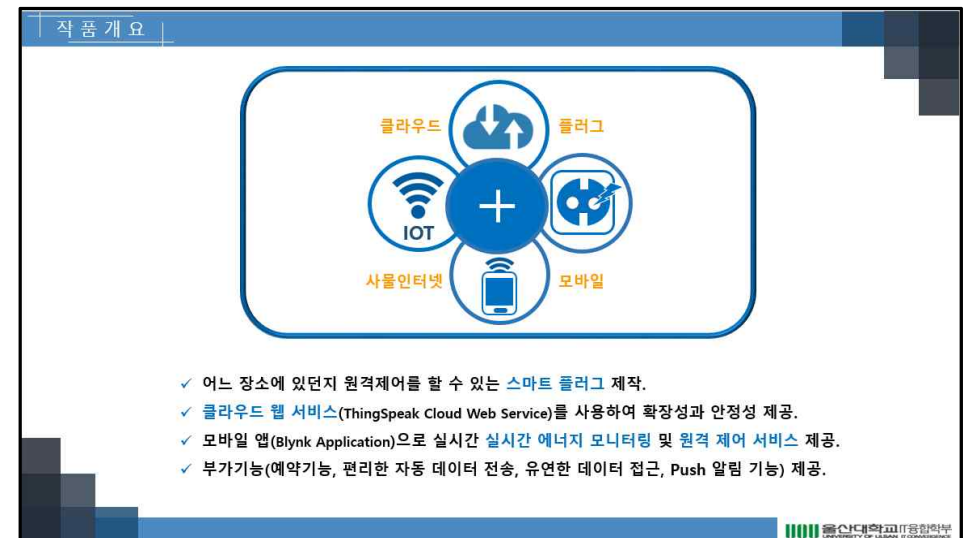 작품개요
클라우드
플러그
IOT
사물인터넷
모바일
✓ 어느 장소에 있던지 원격제어를 할 수 있는 스마트 플러그 제작.
✓ 클라우드 웹 서비스(ThingSpeak Cloud Web Service)를 사용하여 확장성과 안정성 제공.
✓ 모바일 앱(Blynk Application)으로 실시간 실시간 에너지 모니터링 및 원격 제어 서비스 제공.
✓ 부가기능(예약기능, 편리한 자동 데이터 전송, 유연한 데이터 접근, Push 알림 기능) 제공.
울산대학교 IT융합학부
UNIVERSITY OF ULSAN IT CONVERGENCE